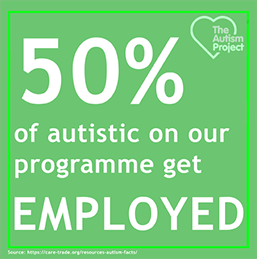 The
Autism
Project
50%
of autistic on our
programme get
EMPLOYED
Source: https://care-trade.org/resources-autism-facts/